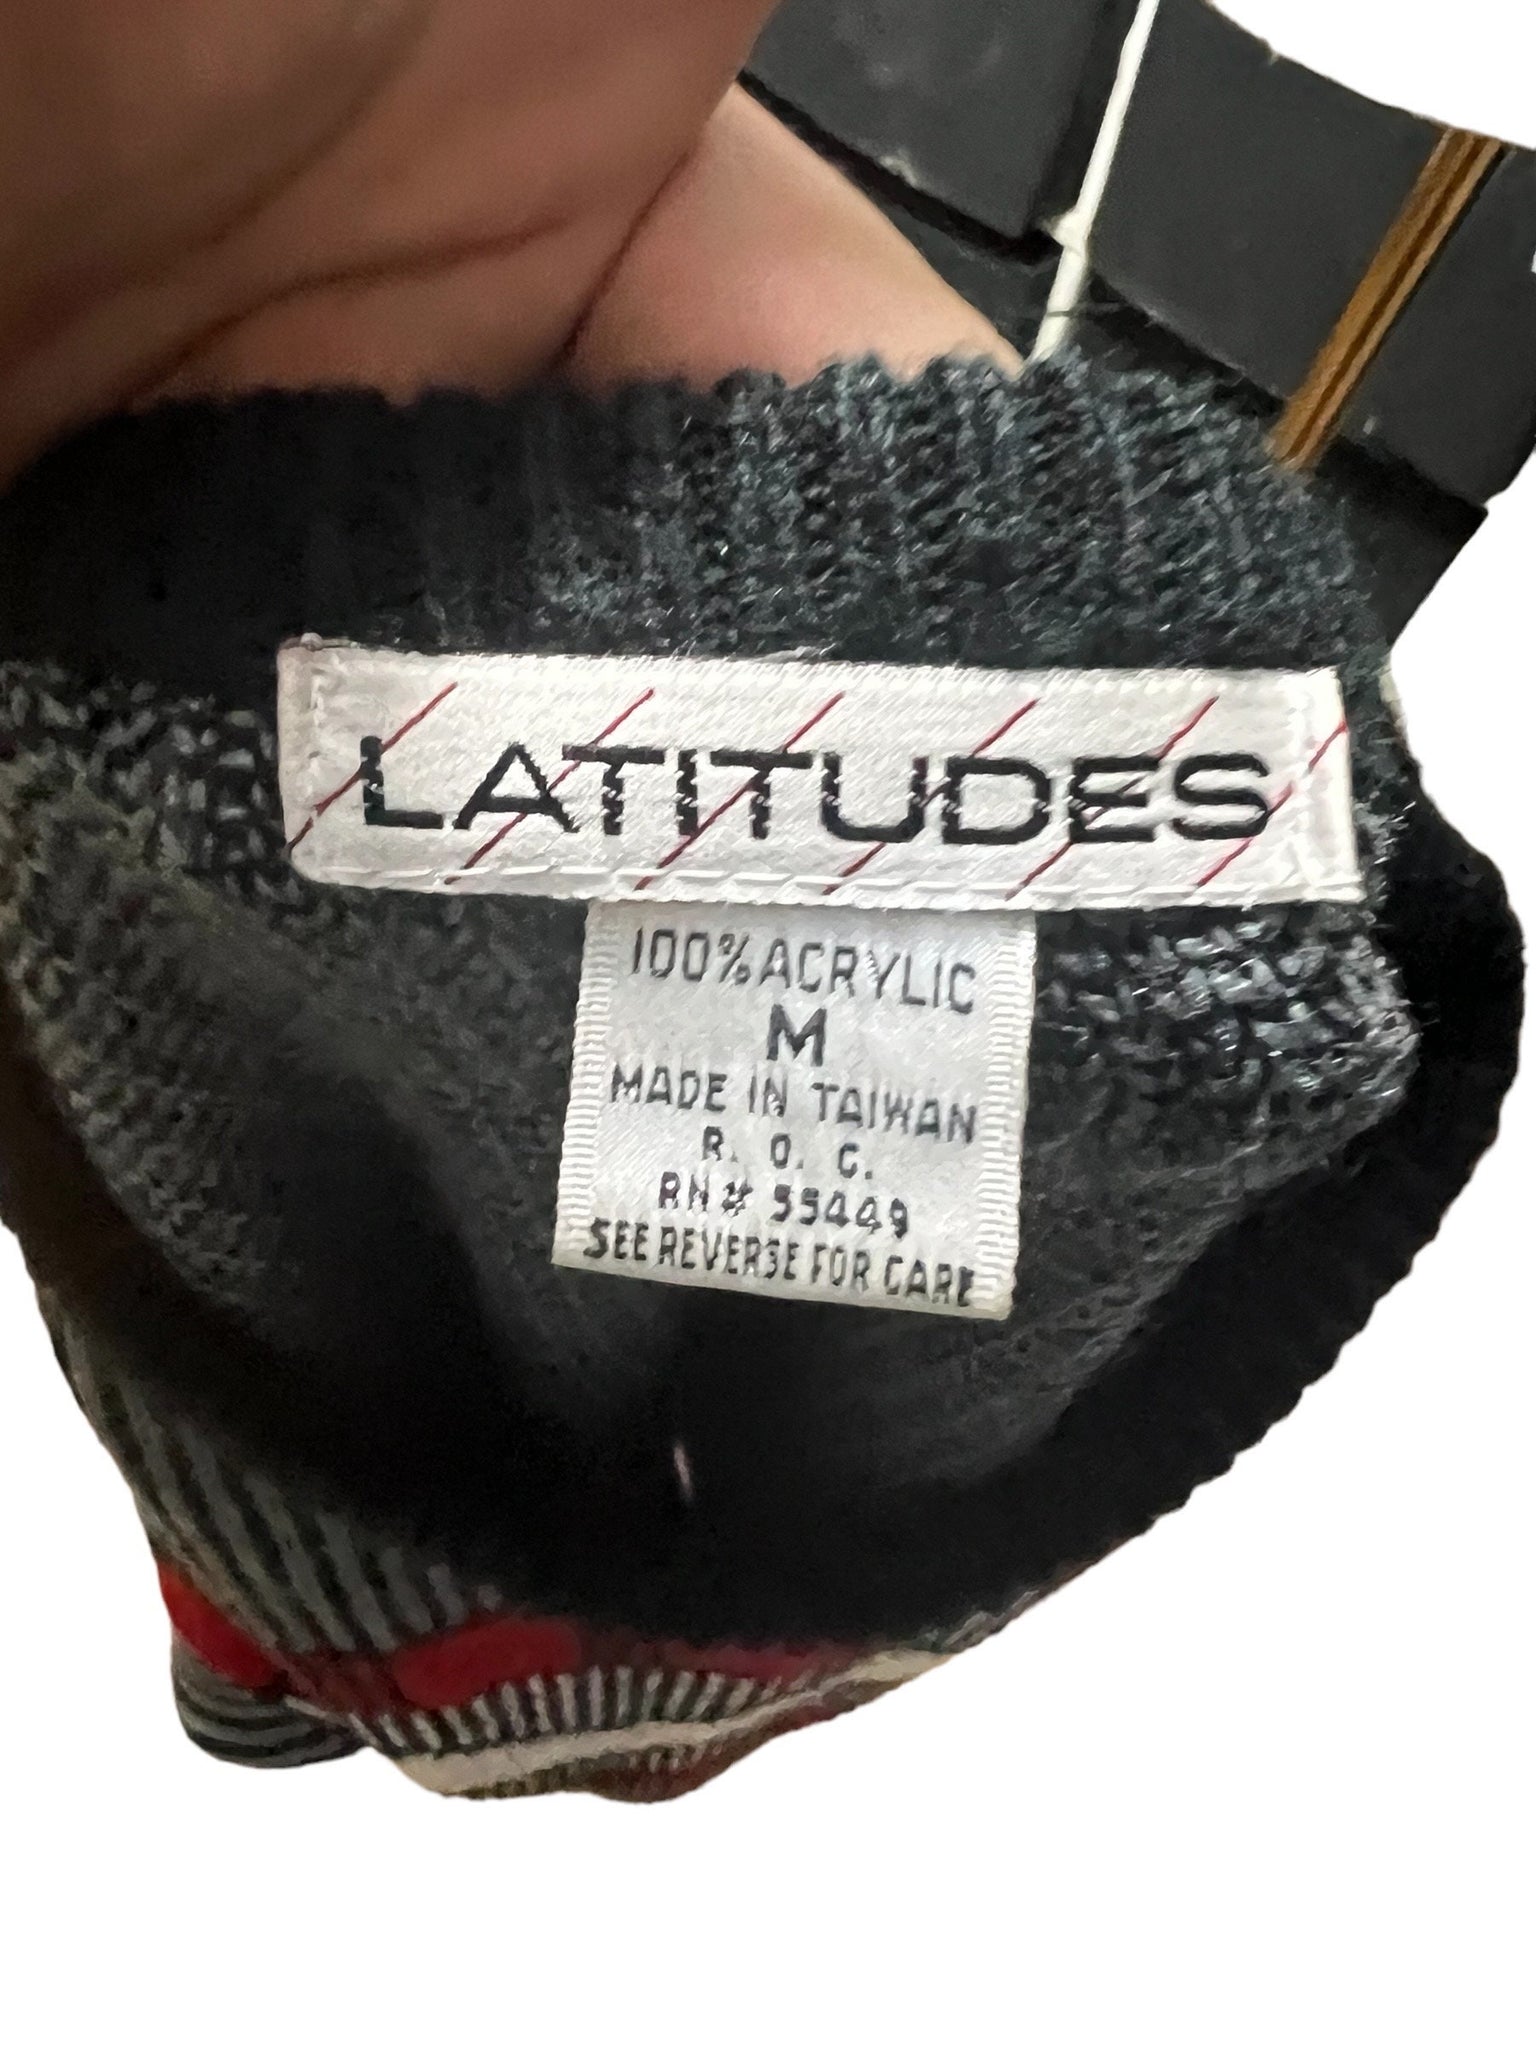 LATITUDES
100% ACRYLIC
M
MADE IN TAIWAN
R. O. C.
RN# 55449
SEE REVERSE FOR CARE